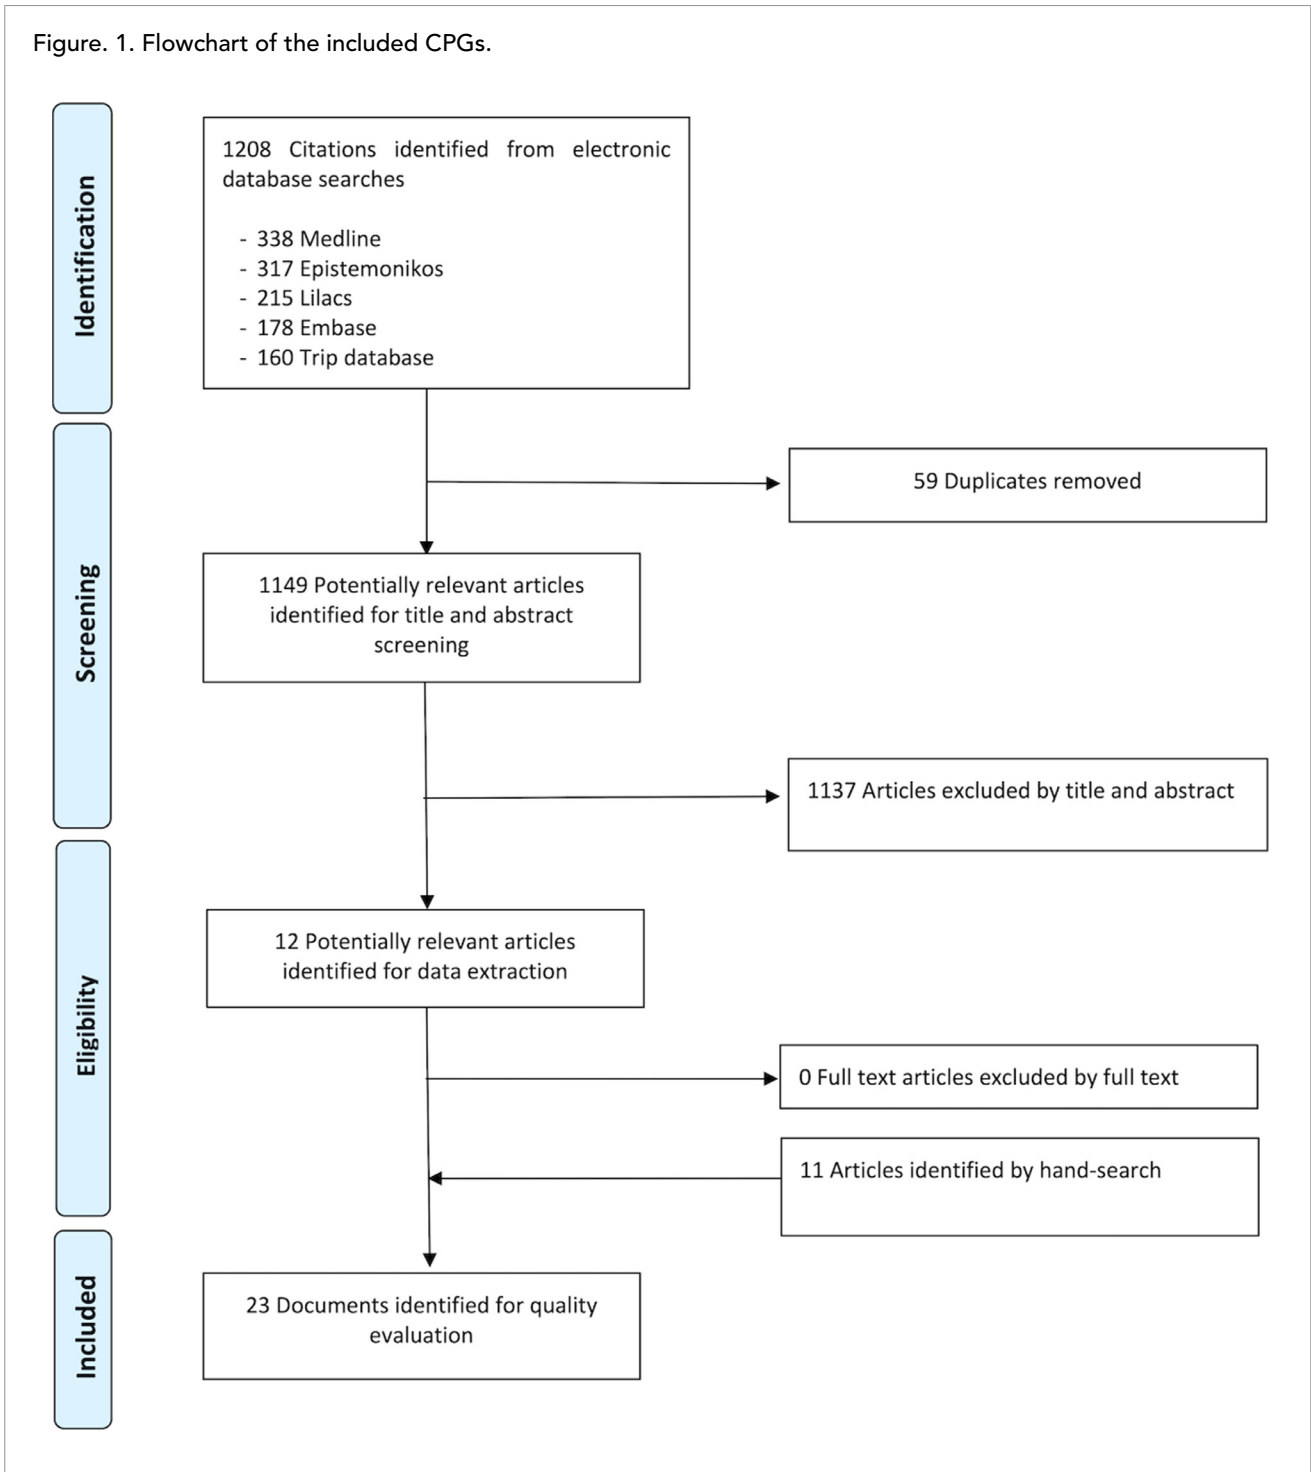 Figure. 1. Flowchart of the included CPGs.
Identification
1208 Citations identified from electronic
database searches
- 338 Medline
- 317 Epistemonikos
- 215 Lilacs
- 178 Embase
- 160 Trip database
Screening
59 Duplicates removed
1149 Potentially relevant articles
identified for title and abstract
screening
1137 Articles excluded by title and abstract
Eligibility
12 Potentially relevant articles
identified for data extraction
0 Full text articles excluded by full text
11 Articles identified by hand-search
Included
23 Documents identified for quality
evaluation